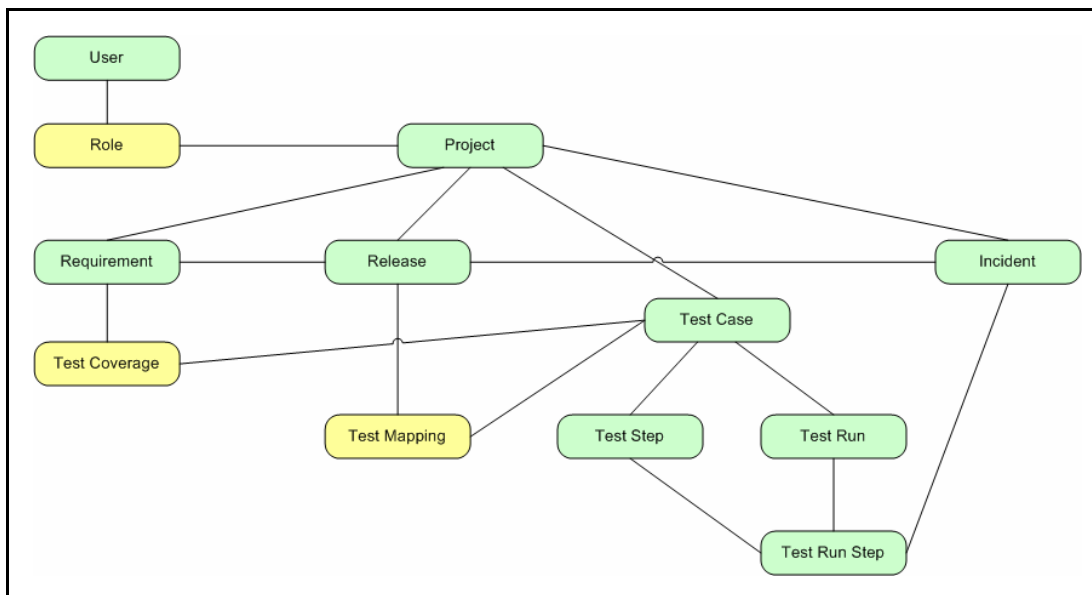 User
Role
Project
Requirement
Release
Incident
Test Case
Test Coverage
Test Mapping
Test Step
Test Run
Test Run Step